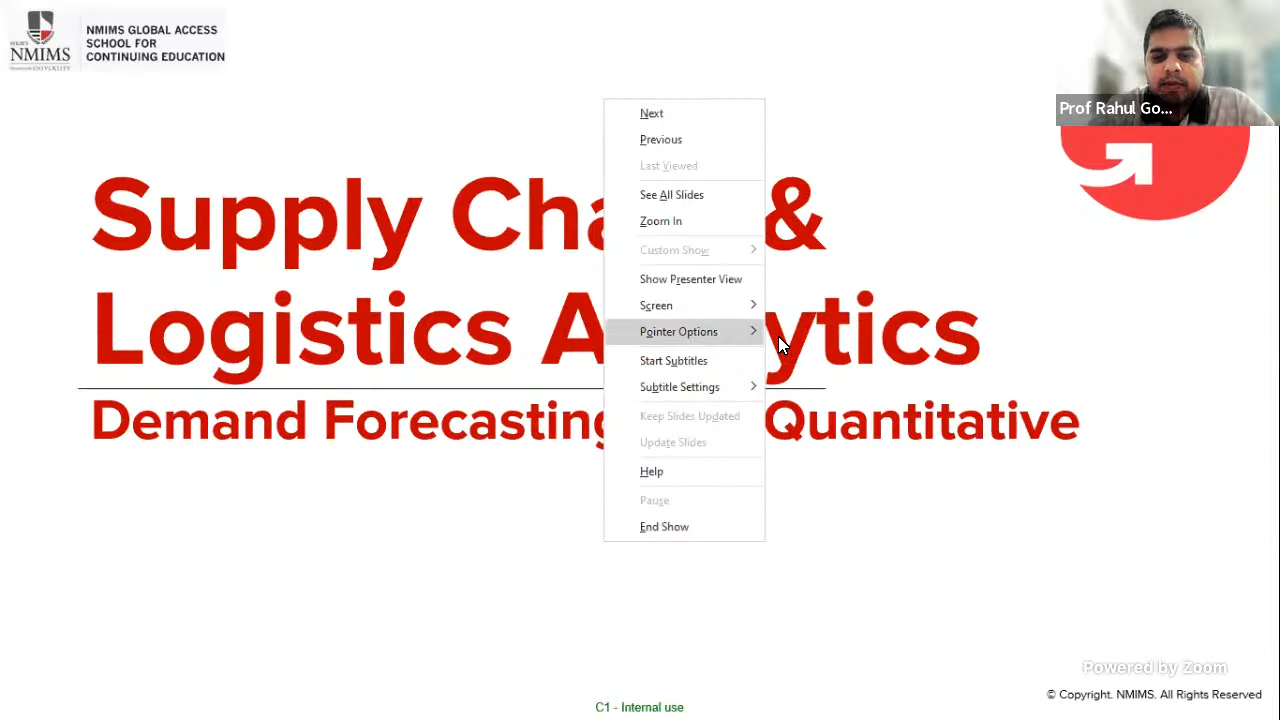 NMIMS GLOBAL ACCESS
SCHOOL FOR
CONTINUING EDUCATION
NMIMS
Prof Rahul Go...
Supply Cha &
Logistics A ytics
Demand Forecasting Quantitative
Next
Previous
Last Viewed
See All Slides
Zoom In
Custom Show
Show Presenter View
Screen
Pointer Options
Start Subtitles
Subtitle Settings
Keep Slides Updated
Update Slides
Help
Pause
End Show
Powered by Zoom
© Copyright. NMIMS. All Rights Reserved
C1 - Internal use